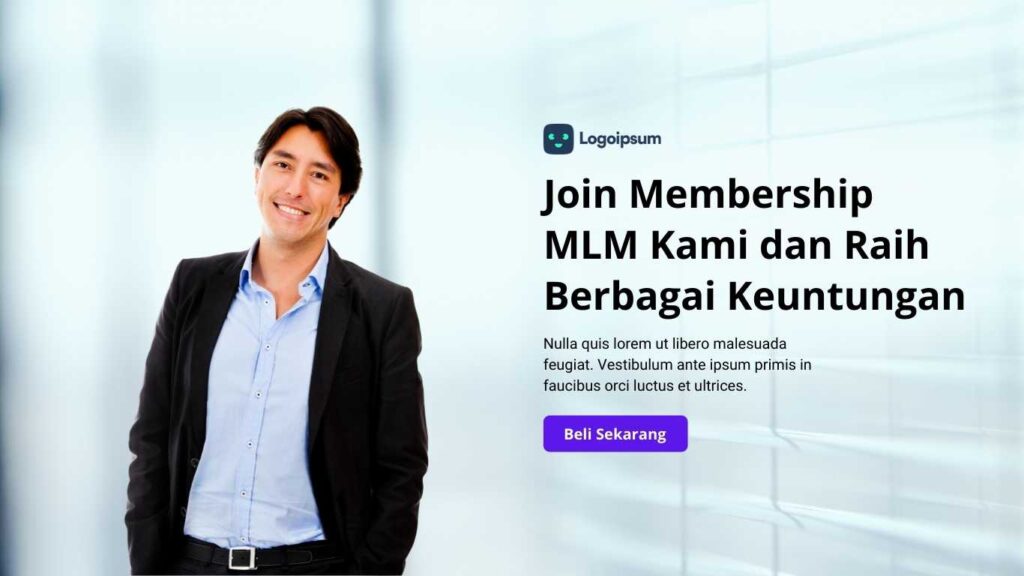 Logoipsum
Join Membership
MLM Kami dan Raih
Berbagai Keuntungan
Nulla quis lorem ut libero malesuada
feugiat. Vestibulum ante ipsum primis in
faucibus orci luctus et ultrices.
Beli Sekarang